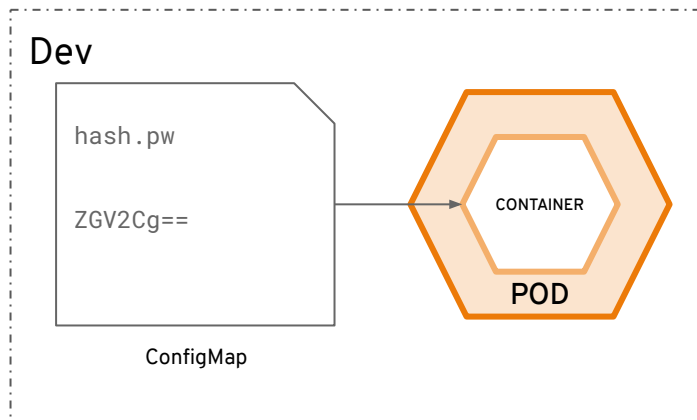 Dev
hash.pw
ZGV2Cg==
ConfigMap
CONTAINER
POD